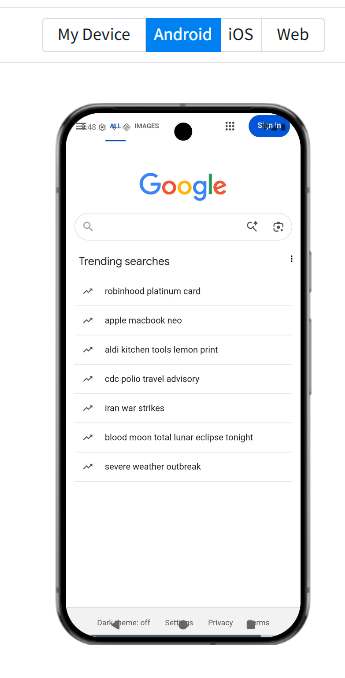 My Device Android iOS Web
:48 ALL IMAGES Sign in
Google
Trending searches
robinhood platinum card
apple macbook neo
aldi kitchen tools lemon print
cdc polio travel advisory
iran war strikes
blood moon total lunar eclipse tonight
severe weather outbreak
Dark theme: off Settings Privacy Terms